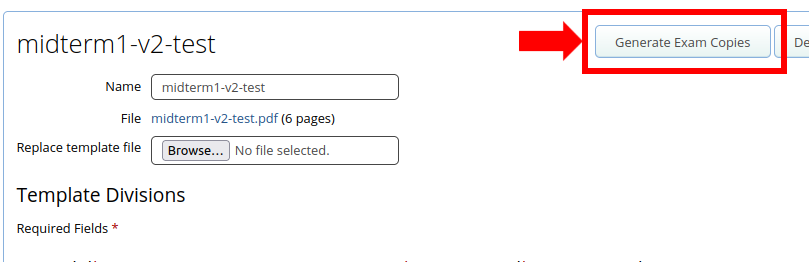 midterm1-v2-test
Generate Exam Copies
De
Name midterm1-v2-test
File midterm1-v2-test.pdf (6 pages)
Replace template file Browse... No file selected.
Template Divisions
Required Fields *